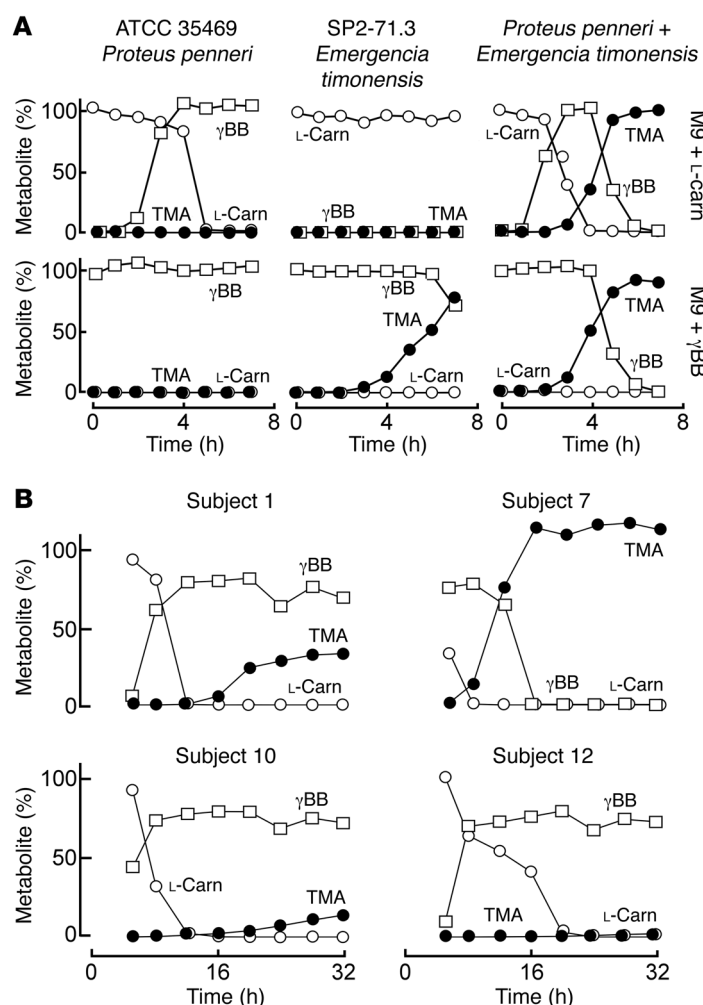 A
ATCC 35469
Proteus penneri
SP2-71.3
Emergencia
timonensis
Proteus penneri +
Emergencia timonensis
Metabolite (%)
100
50
0
γBB
TMA
L-Carn
L-Carn
γBB
TMA
L-Carn
TMA
γBB
M9 + L-carn
Metabolite (%)
100
50
0
γBB
TMA
L-Carn
γBB
TMA
L-Carn
TMA
L-Carn
γBB
M9 + γBB
0 4 8
Time (h)
0 4 8
Time (h)
0 4 8
Time (h)
B
Subject 1
Metabolite (%)
100
50
0
γBB
TMA
L-Carn
Subject 7
TMA
γBB
L-Carn
Subject 10
Metabolite (%)
100
50
0
γBB
L-Carn
TMA
0 16 32
Time (h)
Subject 12
γBB
TMA
L-Carn
0 16 32
Time (h)